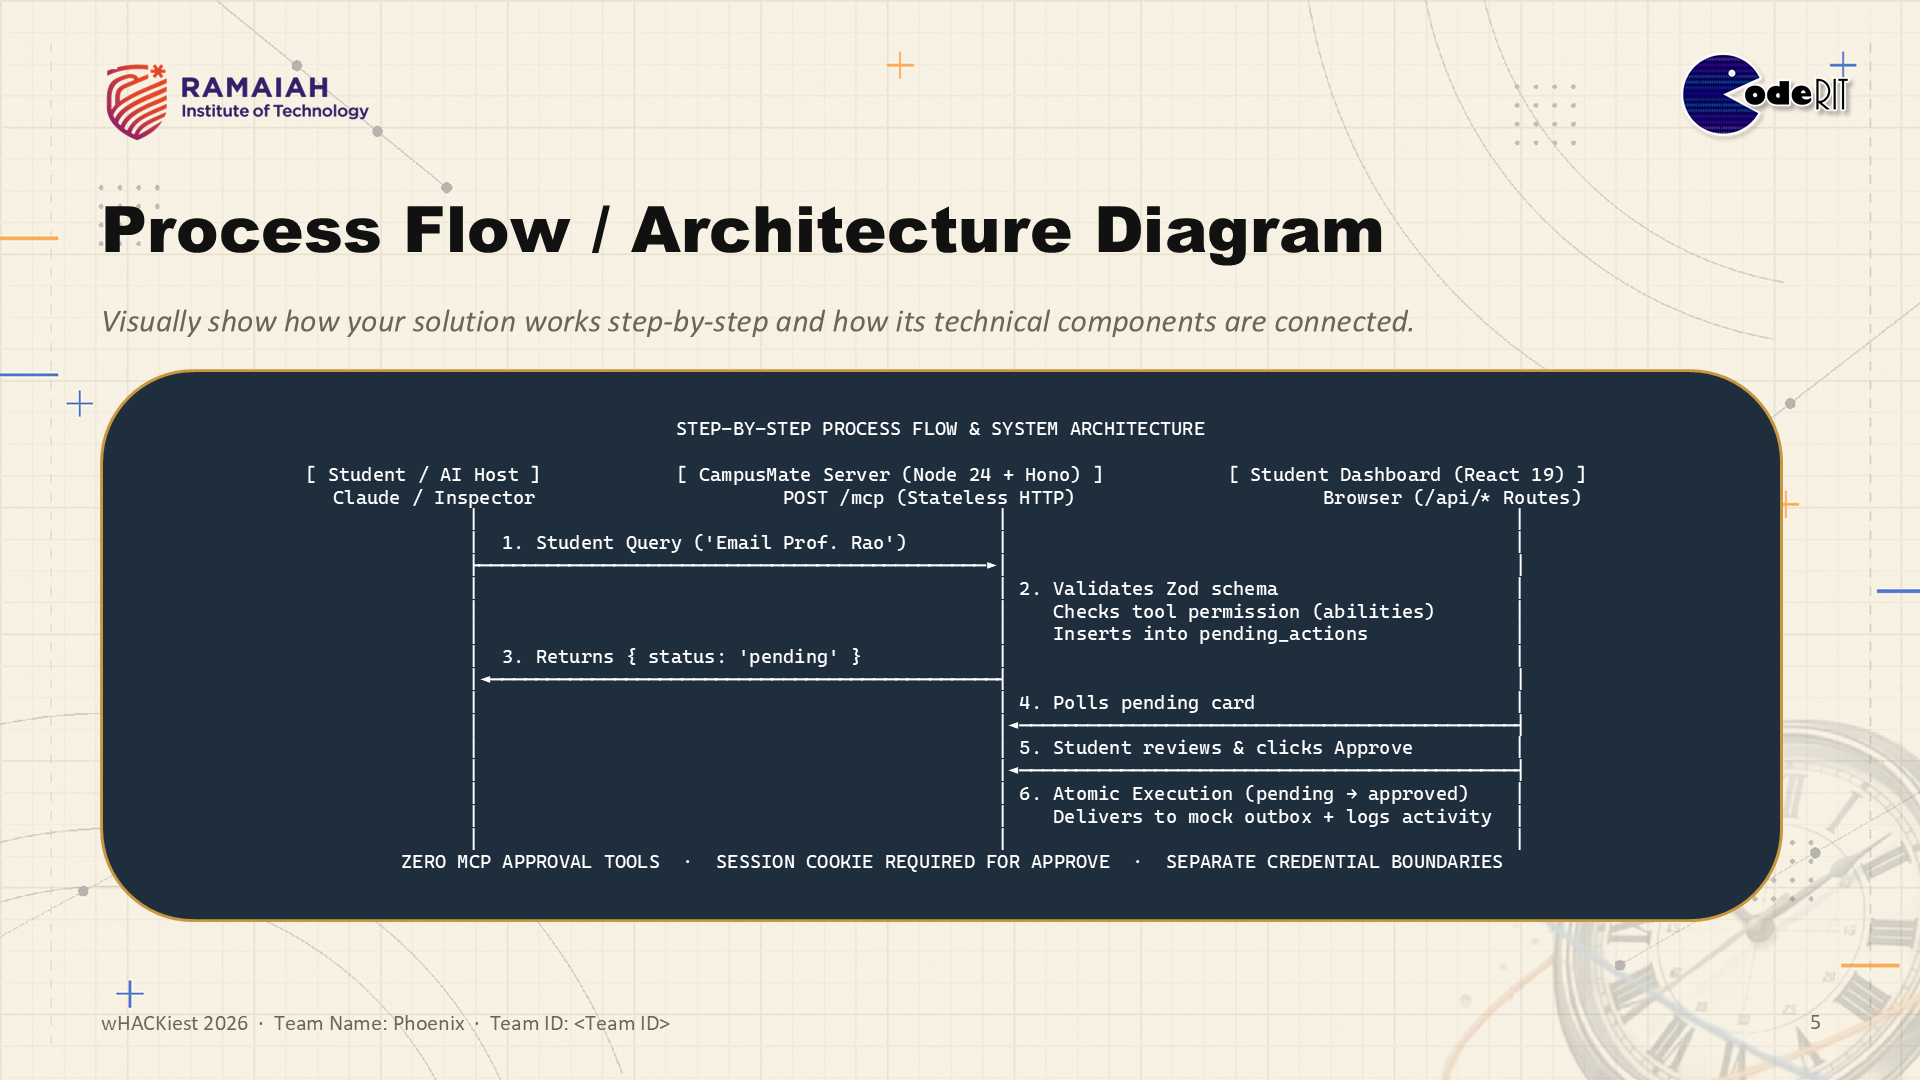 RAMAIAH
Institute of Technology
odeRIT
Process Flow / Architecture Diagram
Visually show how your solution works step-by-step and how its technical components are connected.
STEP-BY-STEP PROCESS FLOW & SYSTEM ARCHITECTURE
[ Student / AI Host ]    [ CampusMate Server (Node 24 + Hono) ]    [ Student Dashboard (React 19) ]
Claude / Inspector    POST /mcp (Stateless HTTP)    Browser (/api/* Routes)
1. Student Query ('Email Prof. Rao')
2. Validates Zod schema
Checks tool permission (abilities)
Inserts into pending_actions
3. Returns { status: 'pending' }
4. Polls pending card
5. Student reviews & clicks Approve
6. Atomic Execution (pending → approved)
Delivers to mock outbox + logs activity
ZERO MCP APPROVAL TOOLS · SESSION COOKIE REQUIRED FOR APPROVE · SEPARATE CREDENTIAL BOUNDARIES
wHACKiest 2026 · Team Name: Phoenix · Team ID: <Team ID>
5